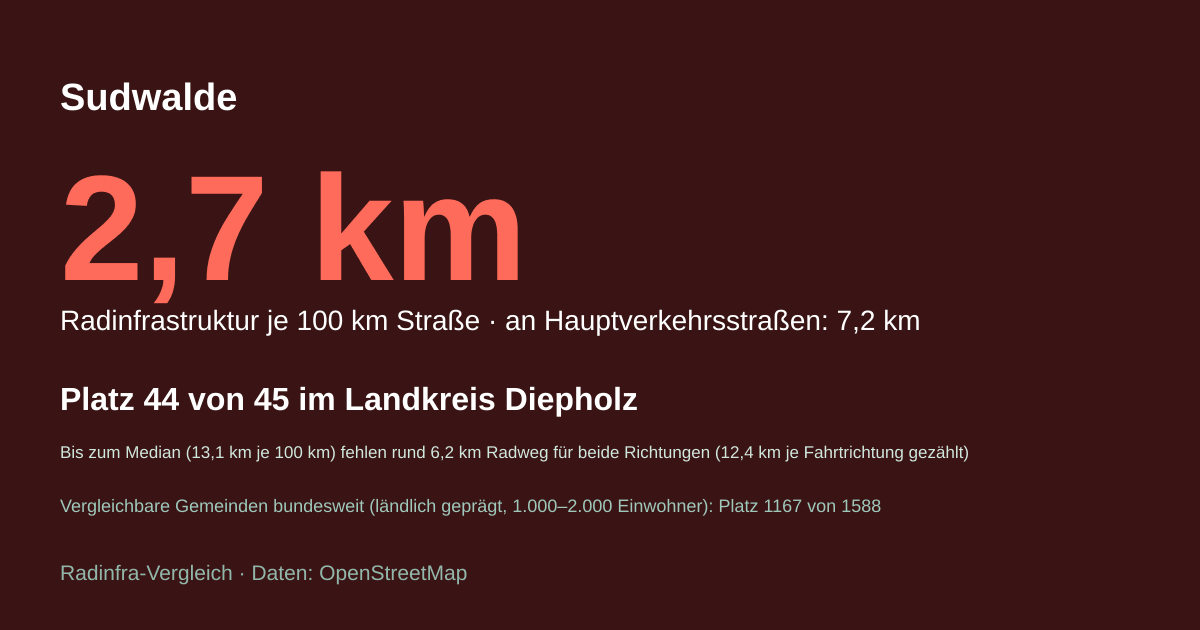 Sudwalde
2,7 km
Radinfrastruktur je 100 km Straße · an Hauptverkehrsstraßen: 7,2 km
Platz 44 von 45 im Landkreis Diepholz
Bis zum Median (13,1 km je 100 km) fehlen rund 6,2 km Radweg für beide Richtungen (12,4 km je Fahrtrichtung gezählt)
Vergleichbare Gemeinden bundesweit (ländlich geprägt, 1.000–2.000 Einwohner): Platz 1167 von 1588
Radinfra-Vergleich · Daten: OpenStreetMap